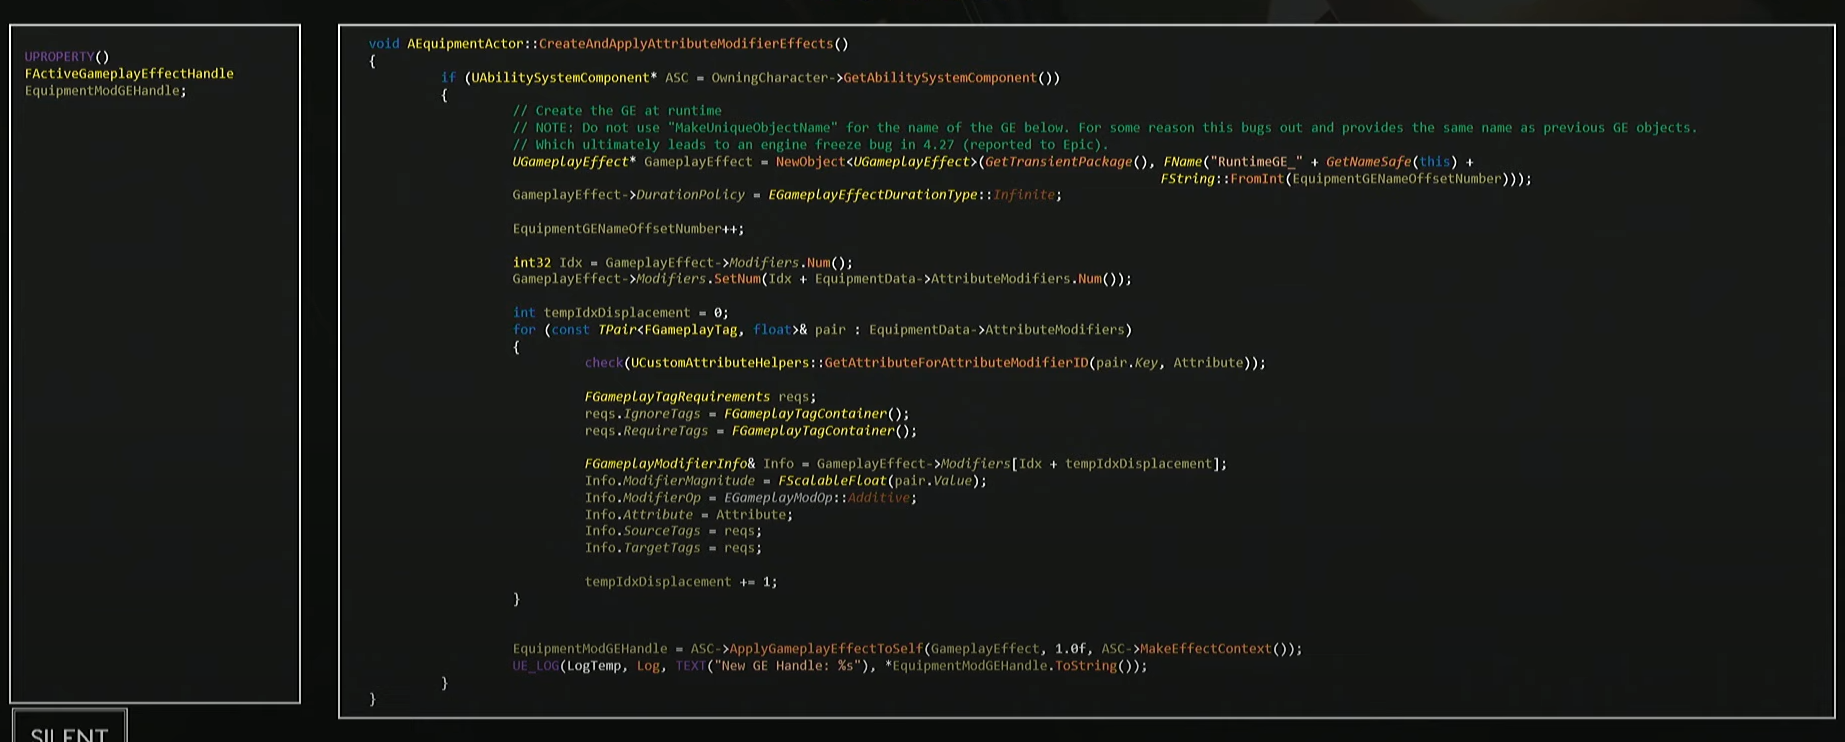 UPROPERTY()
FActiveGameplayEffectHandle
EquipmentModGEHandle;
void AEquipmentActor::CreateAndApplyAttributeModifierEffects()
{
if (UAbilitySystemComponent* ASC = OwningCharacter->GetAbilitySystemComponent())
{
// Create the GE at runtime
// NOTE: Do not use "MakeUniqueObjectName" for the name of the GE below. For some reason this bugs out and provides the same name as previous GE objects.
// Which ultimately leads to an engine freeze bug in 4.27 (reported to Epic).
UGameplayEffect* GameplayEffect = NewObject<UGameplayEffect>(GetTransientPackage(), FName("RuntimeGE_" + GetNameSafe(this) +
FString::FromInt(EquipmentGENameOffsetNumber)));
GameplayEffect->DurationPolicy = EGameplayEffectDurationType::Infinite;
EquipmentGENameOffsetNumber++;
int32 Idx = GameplayEffect->Modifiers.Num();
GameplayEffect->Modifiers.SetNum(Idx + EquipmentData->AttributeModifiers.Num());
int tempIdxDisplacement = 0;
for (const TPair<FGameplayTag, float>& pair : EquipmentData->AttributeModifiers)
{
check(UCustomAttributeHelpers::GetAttributeForAttributeModifierID(pair.Key, Attribute));
FGameplayTagRequirements reqs;
reqs.IgnoreTags = FGameplayTagContainer();
reqs.RequireTags = FGameplayTagContainer();
FGameplayModifierInfo& Info = GameplayEffect->Modifiers[Idx + tempIdxDisplacement];
Info.ModifierMagnitude = FScalableFloat(pair.Value);
Info.ModifierOp = EGameplayModOp::Additive;
Info.Attribute = Attribute;
Info.SourceTags = reqs;
Info.TargetTags = reqs;
tempIdxDisplacement += 1;
}
EquipmentModGEHandle = ASC->ApplyGameplayEffectToSelf(GameplayEffect, 1.0f, ASC->MakeEffectContext());
UE_LOG(LogTemp, Log, TEXT("New GE Handle: %s"), *EquipmentModGEHandle.ToString());
}
}
SILENT